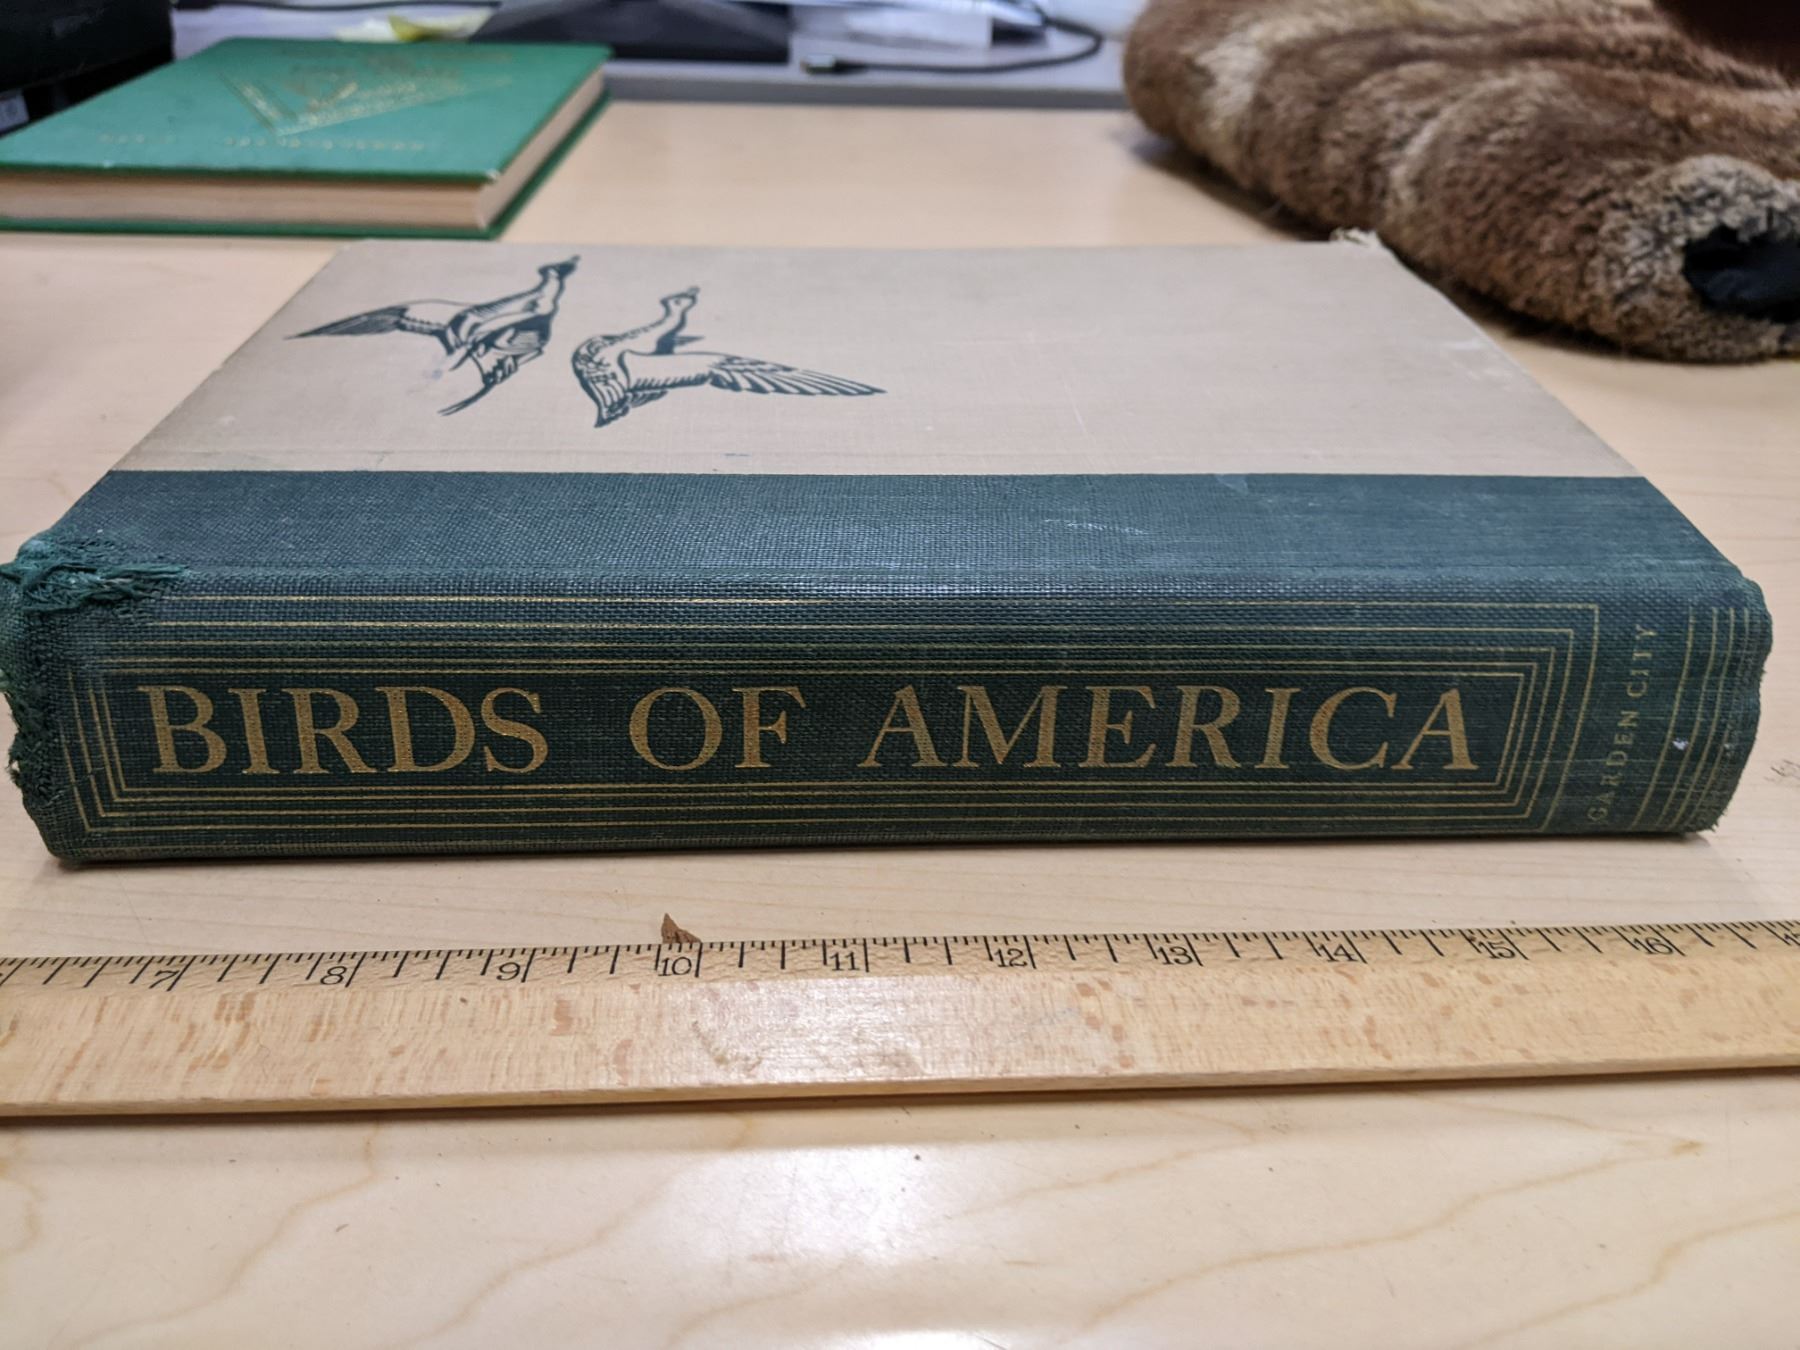 BIRDS OF AMERICA
GARDEN CITY
7 8 9 10 11 12 13 14 15 16